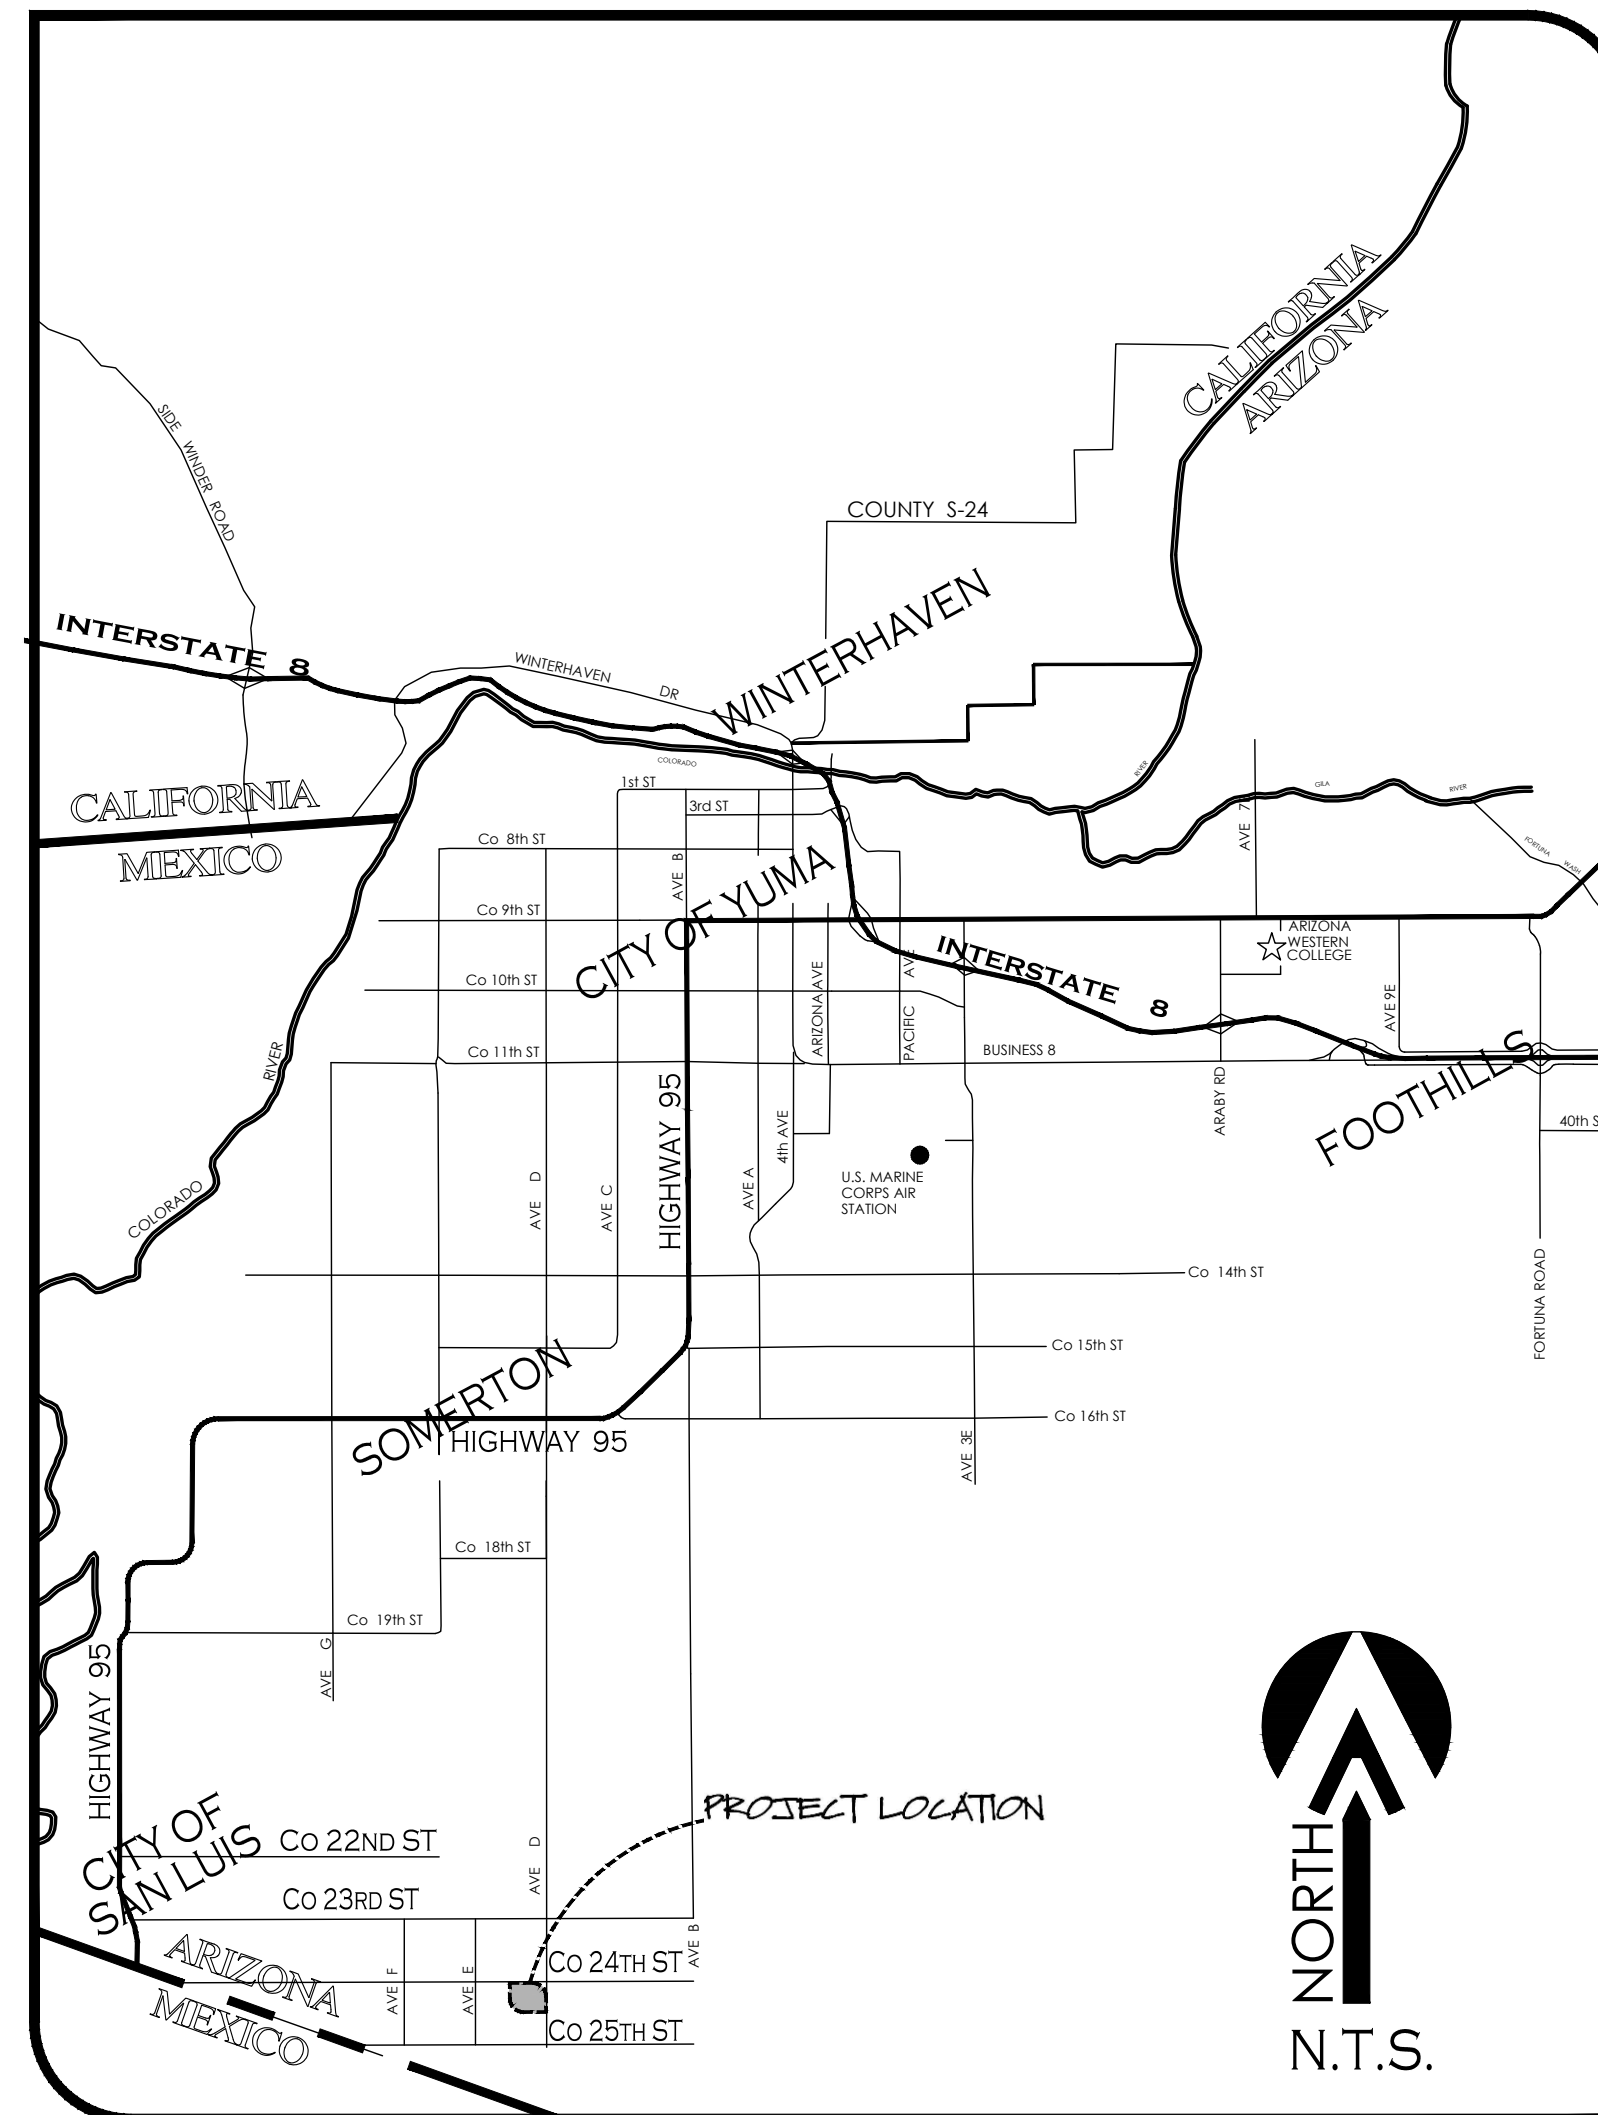 CALIFORNIA
ARIZONA
SIDE WINDER ROAD
COUNTY S-24
WINTERHAVEN
INTERSTATE 8
WINTERHAVEN DR
COLORADO
RIVER
GILA RIVER
FORTUNA WASH
CALIFORNIA
MEXICO
1st ST
3rd ST
Co 8th ST
AVE B
CITY OF YUMA
Co 9th ST
ARIZONA
WESTERN
COLLEGE
INTERSTATE 8
Co 10th ST
ARIZONA AVE
PACIFIC AVE
AVE 9E
Co 11th ST
BUSINESS 8
FOOTHILLS
RIVER
COLORADO
ARABY RD
40th S
HIGHWAY 95
4th AVE
AVE D
AVE C
AVE A
U.S. MARINE
CORPS AIR
STATION
Co 14th ST
FORTUNA ROAD
Co 15th ST
SOMERTON
Co 16th ST
HIGHWAY 95
AVE 3E
Co 18th ST
Co 19th ST
AVE G
HIGHWAY 95
PROJECT LOCATION
CITY OF
SAN LUIS
Co 22ND ST
AVE D
Co 23RD ST
AVE B
Co 24TH ST
ARIZONA
MEXICO
AVE F
AVE E
Co 25TH ST
NORTH
N.T.S.